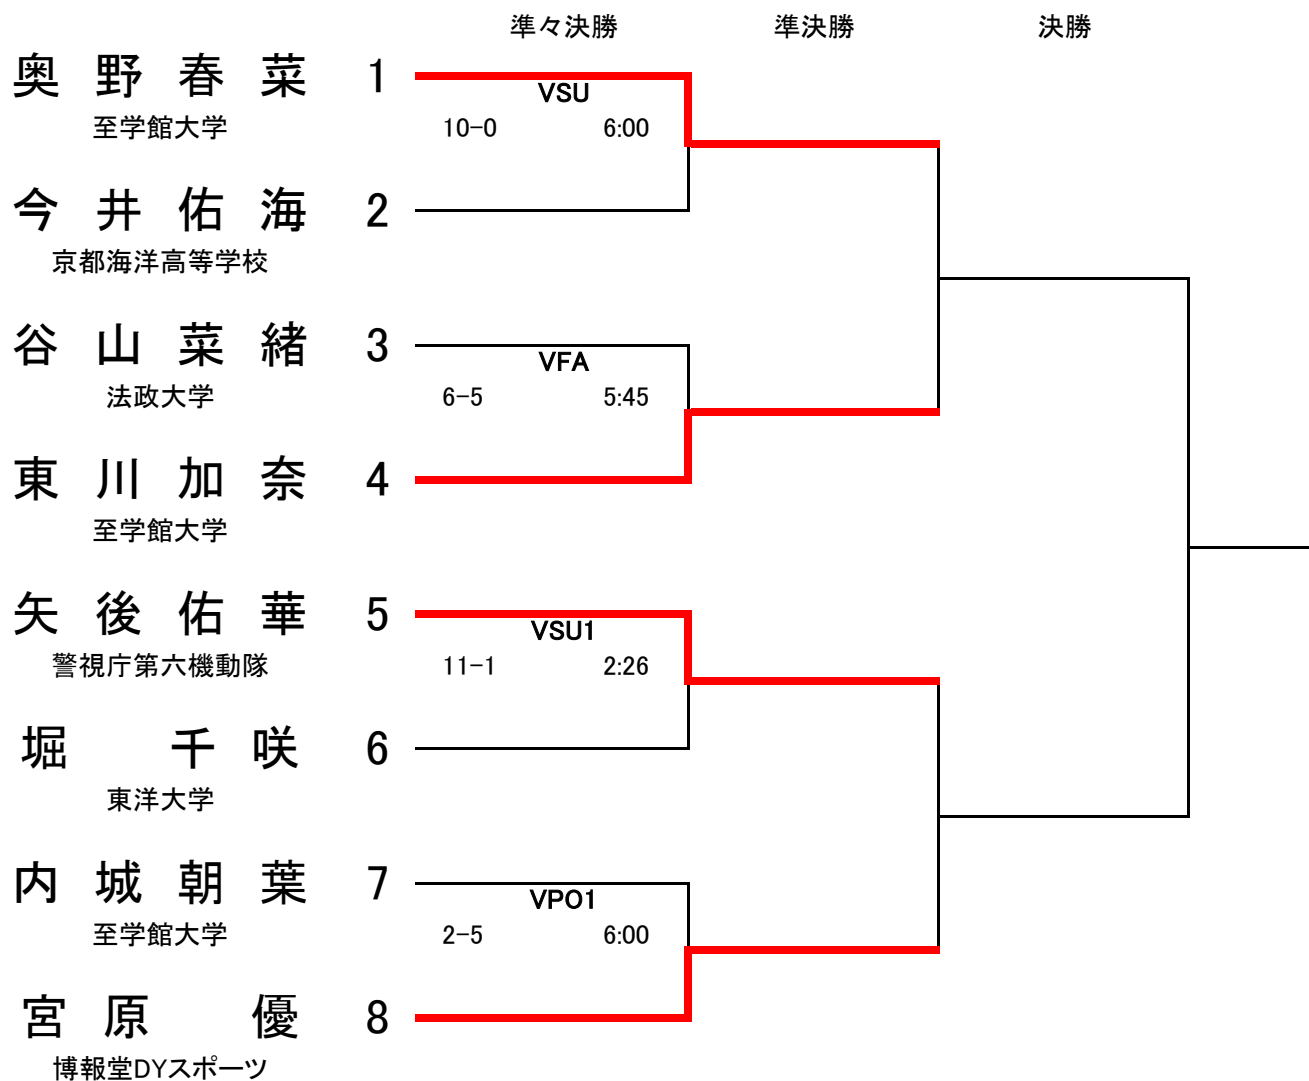 準々決勝 準決勝 決勝
奥野春菜 1
至学館大学
VSU
10-0 6:00
今井佑海 2
京都海洋高等学校
谷山菜緒 3
法政大学
VFA
6-5 5:45
東川加奈 4
至学館大学
矢後佑華 5
警視庁第六機動隊
VSU1
11-1 2:26
堀 千咲 6
東洋大学
内城朝葉 7
至学館大学
VPO1
2-5 6:00
宮原 優 8
博報堂DYスポーツ